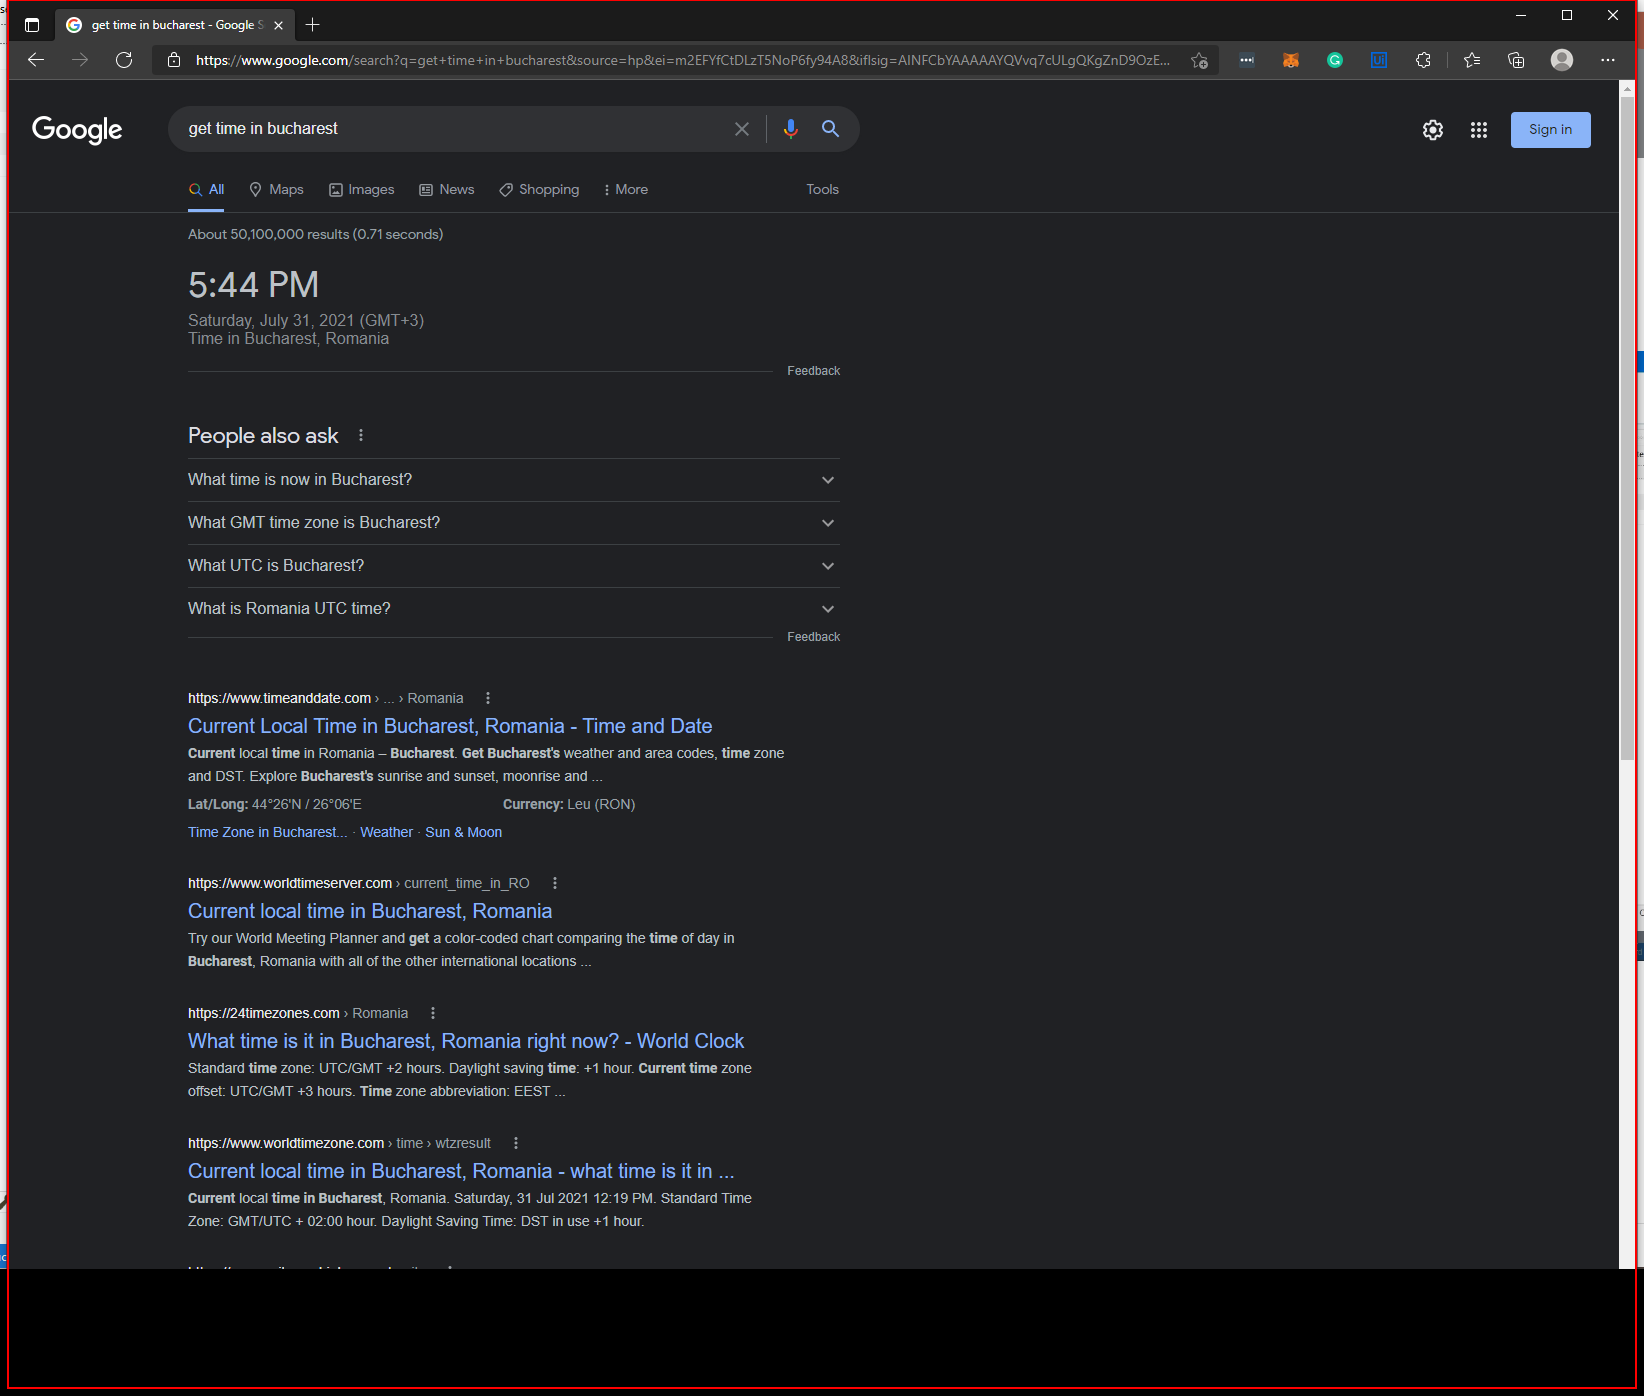 get time in bucharest - Google S
https://www.google.com/search?q=get+time+in+bucharest&source=hp&ei=m2EFYfCtDLzT5NoP6fy94A8&iflsig=AINFCbYAAAAAYQVvq7cULgQKgZnD9OzE...
Google
get time in bucharest
Sign in
All Maps Images News Shopping More Tools
About 50,100,000 results (0.71 seconds)
5:44 PM
Saturday, July 31, 2021 (GMT+3)
Time in Bucharest, Romania
Feedback
People also ask
What time is now in Bucharest?
What GMT time zone is Bucharest?
What UTC is Bucharest?
What is Romania UTC time?
Feedback
https://www.timeanddate.com › ... › Romania
Current Local Time in Bucharest, Romania - Time and Date
Current local time in Romania – Bucharest. Get Bucharest's weather and area codes, time zone
and DST. Explore Bucharest's sunrise and sunset, moonrise and ...
Lat/Long: 44°26'N / 26°06'E Currency: Leu (RON)
Time Zone in Bucharest... · Weather · Sun & Moon
https://www.worldtimeserver.com › current_time_in_RO
Current local time in Bucharest, Romania
Try our World Meeting Planner and get a color-coded chart comparing the time of day in
Bucharest, Romania with all of the other international locations ...
https://24timezones.com › Romania
What time is it in Bucharest, Romania right now? - World Clock
Standard time zone: UTC/GMT +2 hours. Daylight saving time: +1 hour. Current time zone
offset: UTC/GMT +3 hours. Time zone abbreviation: EEST ...
https://www.worldtimezone.com › time › wtzresult
Current local time in Bucharest, Romania - what time is it in ...
Current local time in Bucharest, Romania. Saturday, 31 Jul 2021 12:19 PM. Standard Time
Zone: GMT/UTC + 02:00 hour. Daylight Saving Time: DST in use +1 hour.